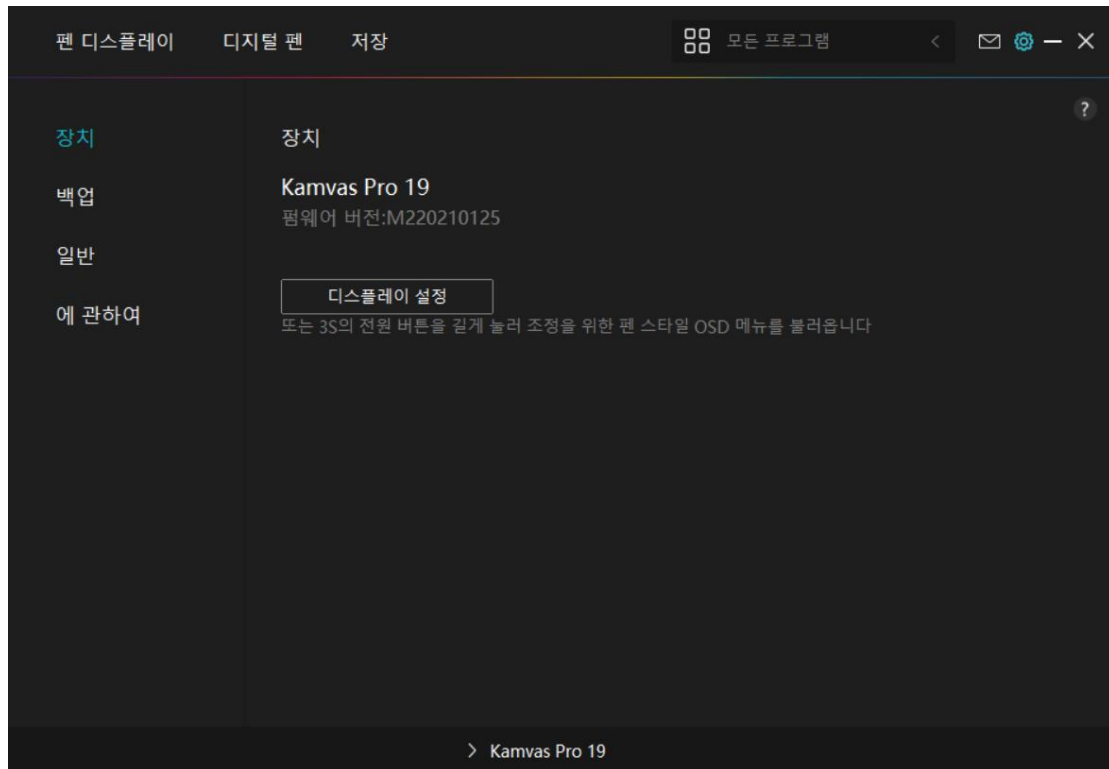 펜 디스플레이 디지털 펜 저장 모든 프로그램
?
장치
백업
일반
에 관하여
장치
Kamvas Pro 19
펌웨어 버전:M220210125
디스플레이 설정
또는 3S의 전원 버튼을 길게 눌러 조정을 위한 펜 스타일 OSD 메뉴를 불러옵니다
Kamvas Pro 19